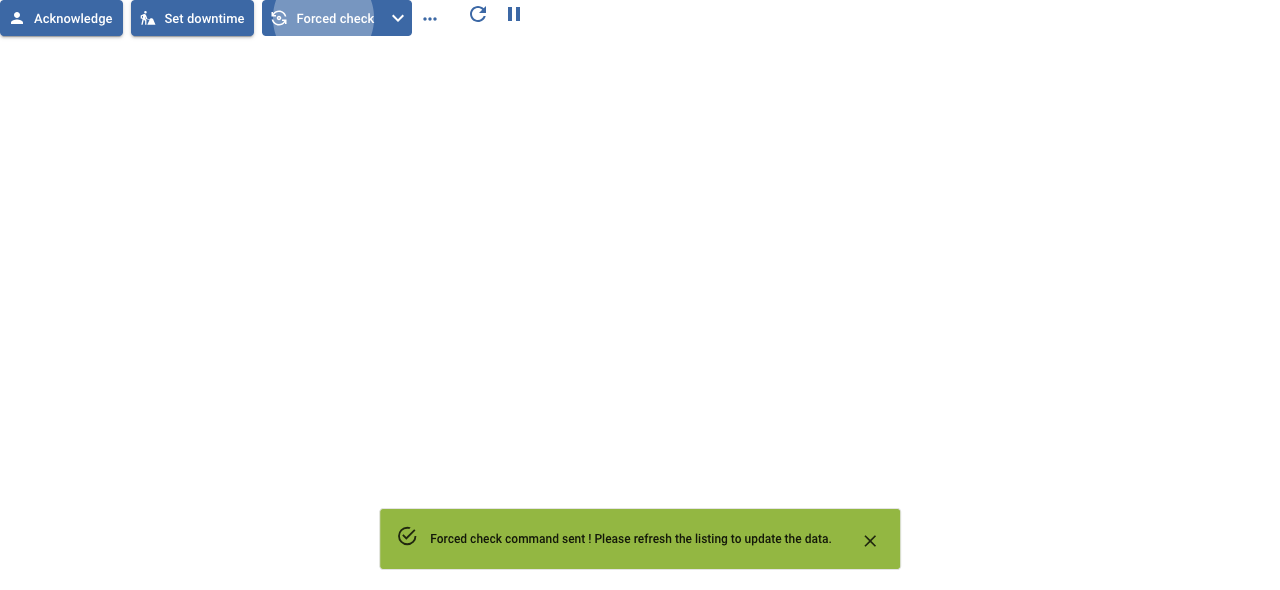 Acknowledge
Set downtime
Forced check
Forced check command sent ! Please refresh the listing to update the data.